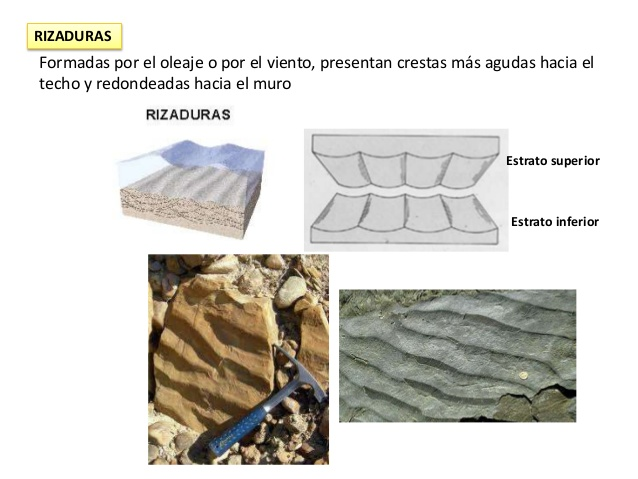 RIZADURAS
Formadas por el oleaje o por el viento, presentan crestas más agudas hacia el
techo y redondeadas hacia el muro
RIZADURAS
Estrato superior
Estrato inferior